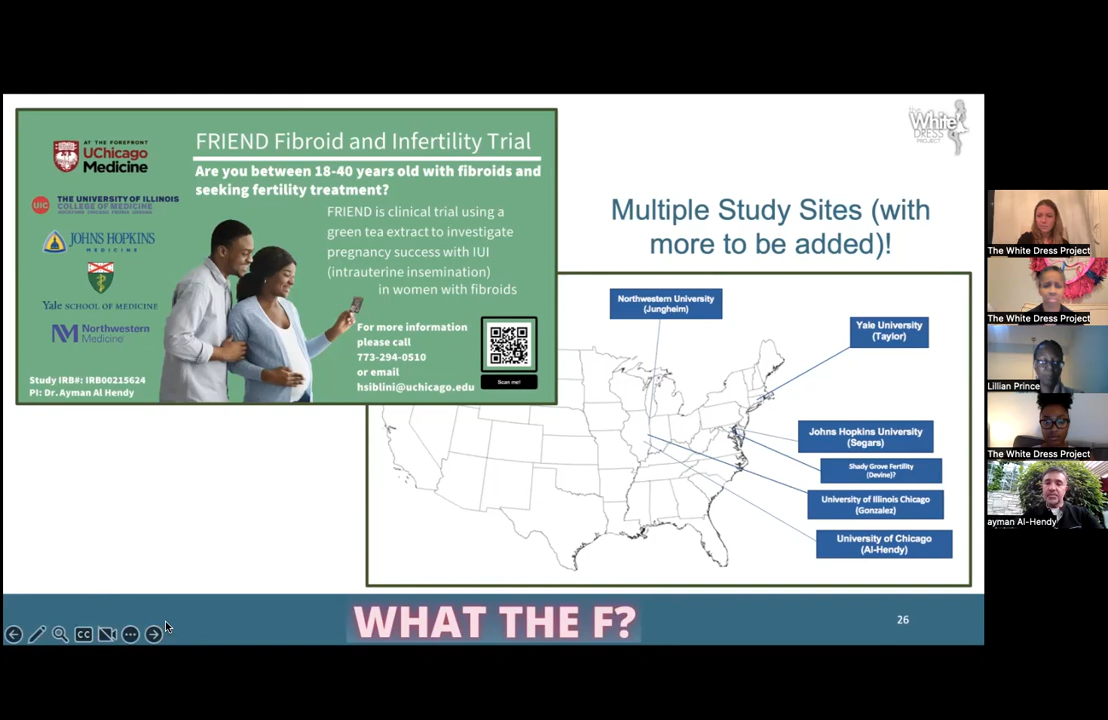 AT THE FOREFRONT
UChicago
Medicine
UIC
THE UNIVERSITY OF ILLINOIS
COLLEGE OF MEDICINE
JOHNS HOPKINS
MEDICINE
YALE SCHOOL OF MEDICINE
Northwestern
Medicine
Study IRB#: IRB00215624
PI: Dr. Ayman Al Hendy
FRIEND Fibroid and Infertility Trial
Are you between 18-40 years old with fibroids and
seeking fertility treatment?
FRIEND is clinical trial using a
green tea extract to investigate
pregnancy success with IUI
(intrauterine insemination)
in women with fibroids
For more information
please call
773-294-0510
or email
hsiblini@uchicago.edu
Scan me!
the
White
DRESS
PROJECT
Multiple Study Sites (with
more to be added)!
Northwestern University
(Jungheim)
Yale University
(Taylor)
Johns Hopkins University
(Segars)
Shady Grove Fertility
(Devine)?
University of Illinois Chicago
(Gonzalez)
University of Chicago
(Al-Hendy)
WHAT THE F?
26
CC
The White Dress Project
The White Dress Project
Lillian Prince
The White Dress Project
ayman Al-Hendy